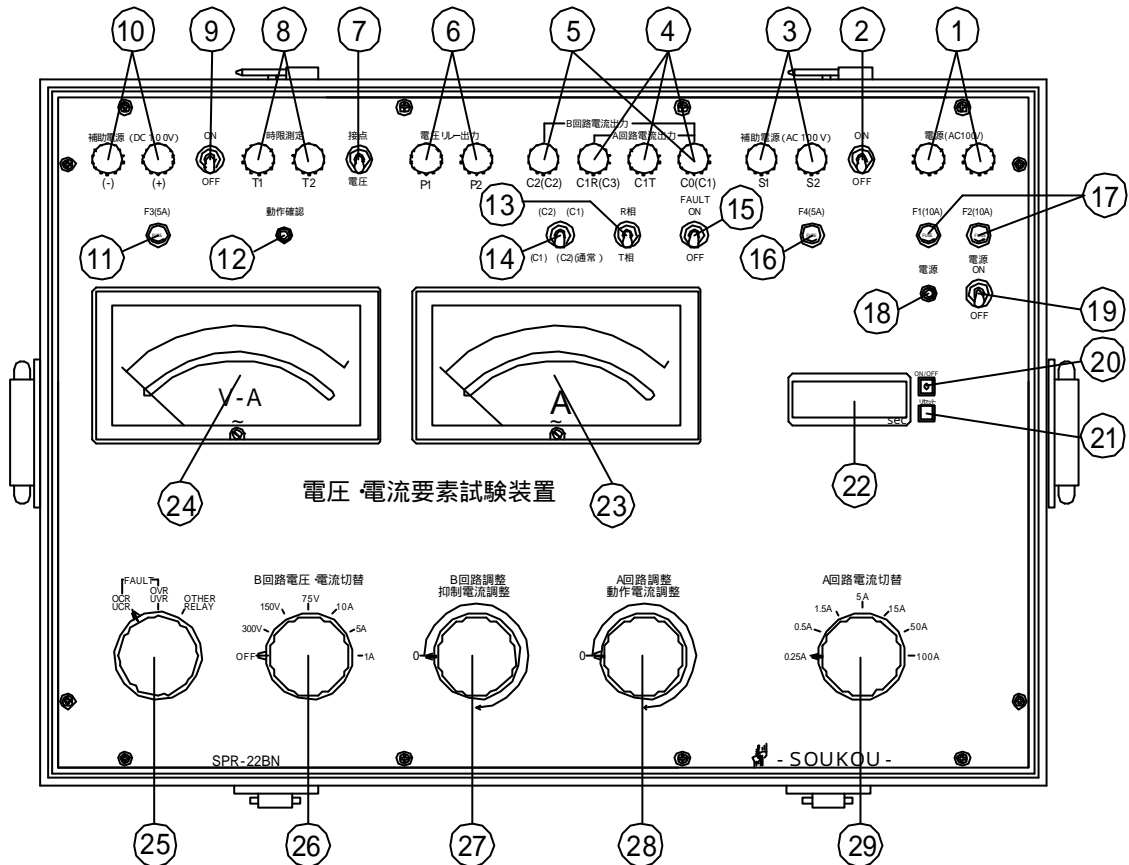 10 9 8 7 6 5 4 3 2 1
補助電源 (DC100V) ON 時限測定 接点 電圧リレー出力 B回路電流出力 A回路電流出力 補助電源 (AC100V) ON 電源(AC100V)
(-) (+) OFF T1 T2 電圧 P1 P2 C2(C2) C1R(C3) C1T C0(C1) S1 S2 OFF
F3(5A) 動作確認 13 (C2) (C1) R相 FAULT ON 15 F4(5A) F1(10A) F2(10A) 17
11 12 14 (C1) (C2)(通常) T相 OFF 16
電源 電源 ON
18 OFF 19
ON/OFF 20
リセット 21
sec
22
V-A
~
A
~
24 23
電圧・電流要素試験装置
FAULT
OCR UCR OVR UVR OTHER RELAY
B回路電圧・電流切替
OFF 300V 150V 75V 10A 5A 1A
B回路調整
抑制電流調整
0
A回路調整
動作電流調整
0
A回路電流切替
0.25A 0.5A 1.5A 5A 15A 50A 100A
SPR-22BN
- SOUKOU -
25 26 27 28 29